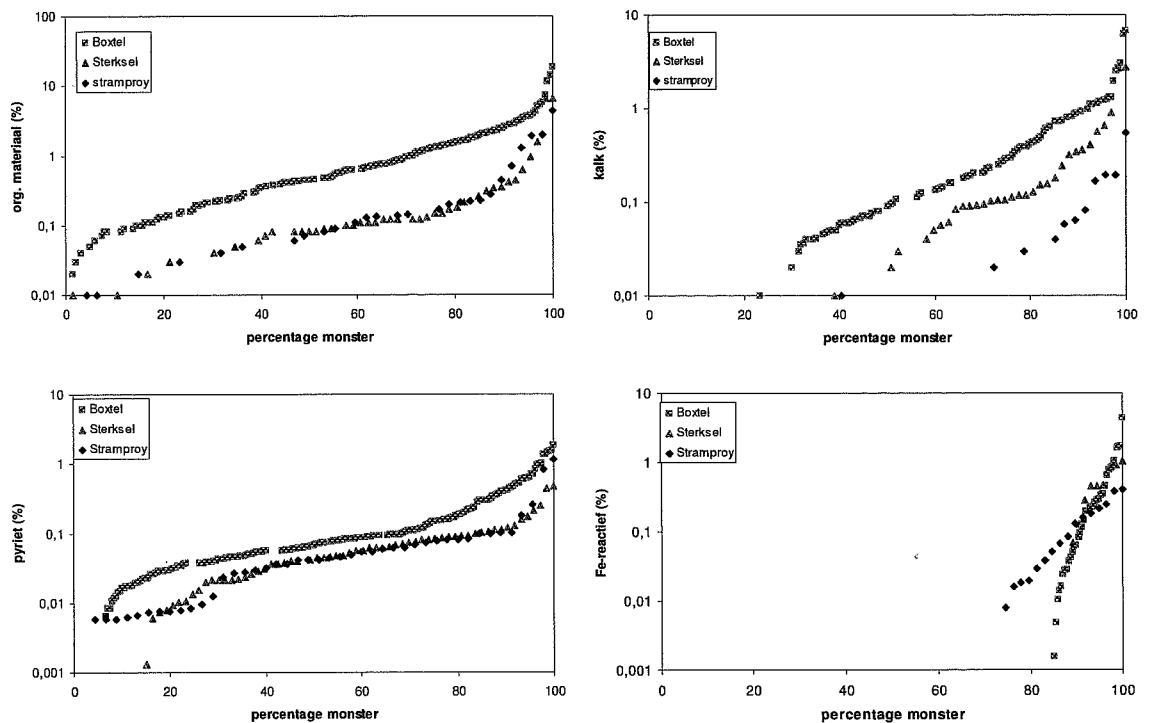 100
10
1
0,1
0,01
org. materiaal (%)
Boxtel
Sterksel
stramproy
0
20
40
60
80
100
percentage monster
10
1
0,1
0,01
kalk (%)
Boxtel
Sterksel
stramproy
0
20
40
60
80
100
percentage monster
10
1
0,1
0,01
0,001
pyriet (%)
Boxtel
Sterksel
Stramproy
0
20
40
60
80
100
percentage monster
10
1
0,1
0,01
0,001
Fe-reactief (%)
Boxtel
Sterksel
Stramproy
0
20
40
60
80
100
percentage monster